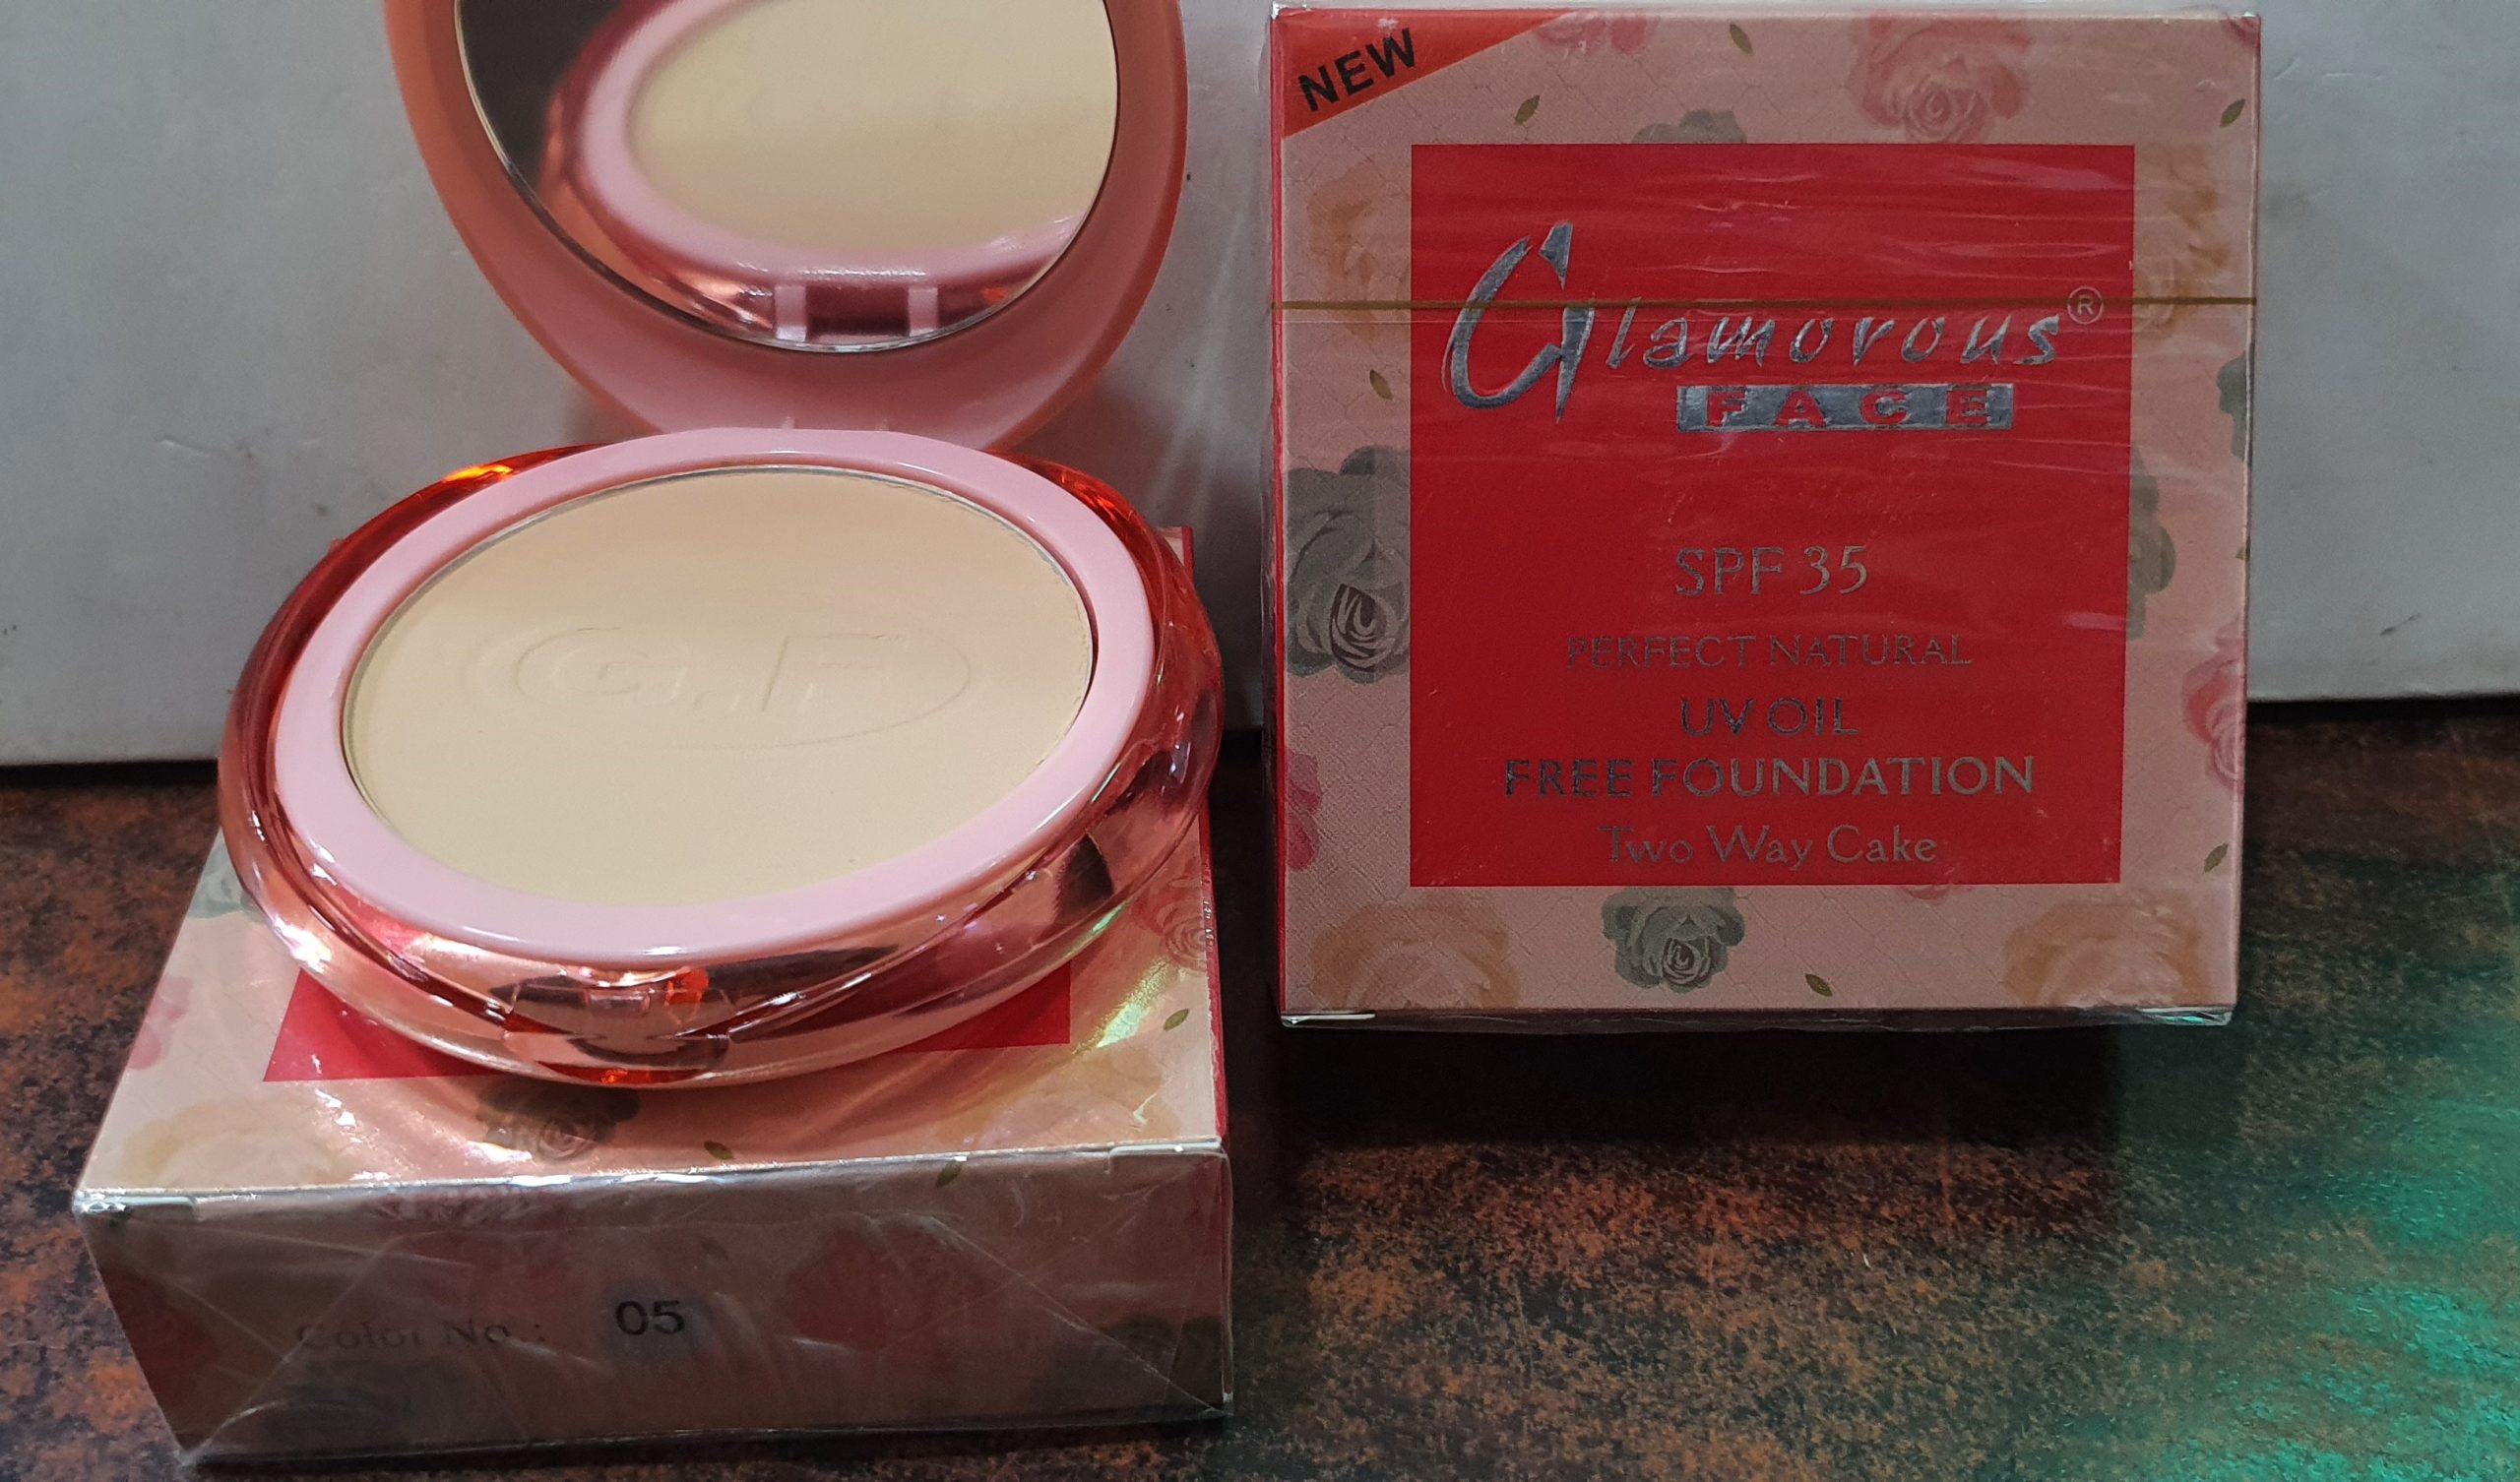 NEW
Glamorous®
FACE
SPF 35
PERFECT NATURAL
UV OIL
FREE FOUNDATION
Two Way Cake
G.F
Color No.: 05